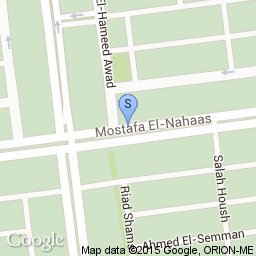 El-Hameed Awad
S
Mostafa El-Nahaas
Salah Housh
Riad Shams
Ahmed El-Semman
Google
Map data ©2015 Google, ORION-ME